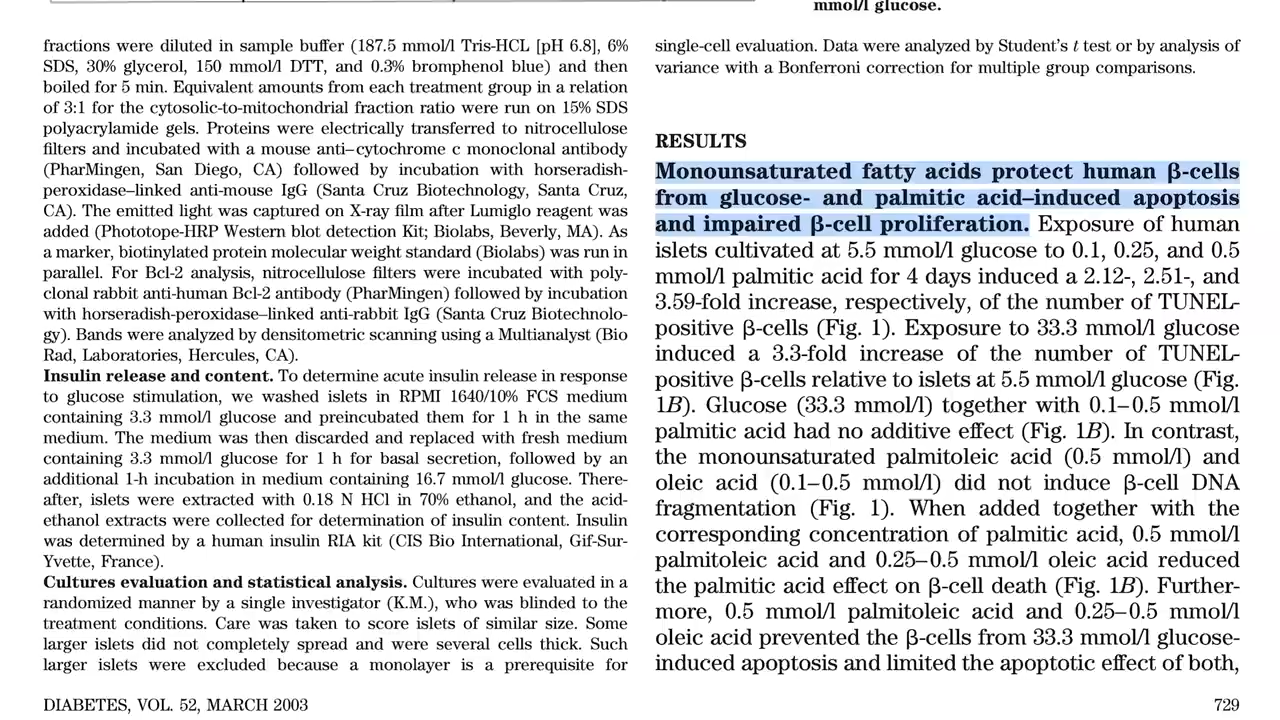 mmol/l glucose.
fractions were diluted in sample buffer (187.5 mmol/l Tris-HCL [pH 6.8], 6%
SDS, 30% glycerol, 150 mmol/l DTT, and 0.3% bromphenol blue) and then
boiled for 5 min. Equivalent amounts from each treatment group in a relation
of 3:1 for the cytosolic-to-mitochondrial fraction ratio were run on 15% SDS
polyacrylamide gels. Proteins were electrically transferred to nitrocellulose
filters and incubated with a mouse anti–cytochrome c monoclonal antibody
(PharMingen, San Diego, CA) followed by incubation with horseradish-
peroxidase–linked anti-mouse IgG (Santa Cruz Biotechnology, Santa Cruz,
CA). The emitted light was captured on X-ray film after Lumiglo reagent was
added (Phototope-HRP Western blot detection Kit; Biolabs, Beverly, MA). As
a marker, biotinylated protein molecular weight standard (Biolabs) was run in
parallel. For Bcl-2 analysis, nitrocellulose filters were incubated with poly-
clonal rabbit anti-human Bcl-2 antibody (PharMingen) followed by incubation
with horseradish-peroxidase–linked anti-rabbit IgG (Santa Cruz Biotechnolo-
gy). Bands were analyzed by densitometric scanning using a Multianalyst (Bio
Rad, Laboratories, Hercules, CA).
Insulin release and content. To determine acute insulin release in response
to glucose stimulation, we washed islets in RPMI 1640/10% FCS medium
containing 3.3 mmol/l glucose and preincubated them for 1 h in the same
medium. The medium was then discarded and replaced with fresh medium
containing 3.3 mmol/l glucose for 1 h for basal secretion, followed by an
additional 1-h incubation in medium containing 16.7 mmol/l glucose. There-
after, islets were extracted with 0.18 N HCl in 70% ethanol, and the acid-
ethanol extracts were collected for determination of insulin content. Insulin
was determined by a human insulin RIA kit (CIS Bio International, Gif-Sur-
Yvette, France).
Cultures evaluation and statistical analysis. Cultures were evaluated in a
randomized manner by a single investigator (K.M.), who was blinded to the
treatment conditions. Care was taken to score islets of similar size. Some
larger islets did not completely spread and were several cells thick. Such
larger islets were excluded because a monolayer is a prerequisite for
single-cell evaluation. Data were analyzed by Student's t test or by analysis of
variance with a Bonferroni correction for multiple group comparisons.
RESULTS
Monounsaturated fatty acids protect human β-cells
from glucose- and palmitic acid–induced apoptosis
and impaired β-cell proliferation. Exposure of human
islets cultivated at 5.5 mmol/l glucose to 0.1, 0.25, and 0.5
mmol/l palmitic acid for 4 days induced a 2.12-, 2.51-, and
3.59-fold increase, respectively, of the number of TUNEL-
positive β-cells (Fig. 1). Exposure to 33.3 mmol/l glucose
induced a 3.3-fold increase of the number of TUNEL-
positive β-cells relative to islets at 5.5 mmol/l glucose (Fig.
1B). Glucose (33.3 mmol/l) together with 0.1–0.5 mmol/l
palmitic acid had no additive effect (Fig. 1B). In contrast,
the monounsaturated palmitoleic acid (0.5 mmol/l) and
oleic acid (0.1–0.5 mmol/l) did not induce β-cell DNA
fragmentation (Fig. 1). When added together with the
corresponding concentration of palmitic acid, 0.5 mmol/l
palmitoleic acid and 0.25–0.5 mmol/l oleic acid reduced
the palmitic acid effect on β-cell death (Fig. 1B). Further-
more, 0.5 mmol/l palmitoleic acid and 0.25–0.5 mmol/l
oleic acid prevented the β-cells from 33.3 mmol/l glucose-
induced apoptosis and limited the apoptotic effect of both,
DIABETES, VOL. 52, MARCH 2003
729